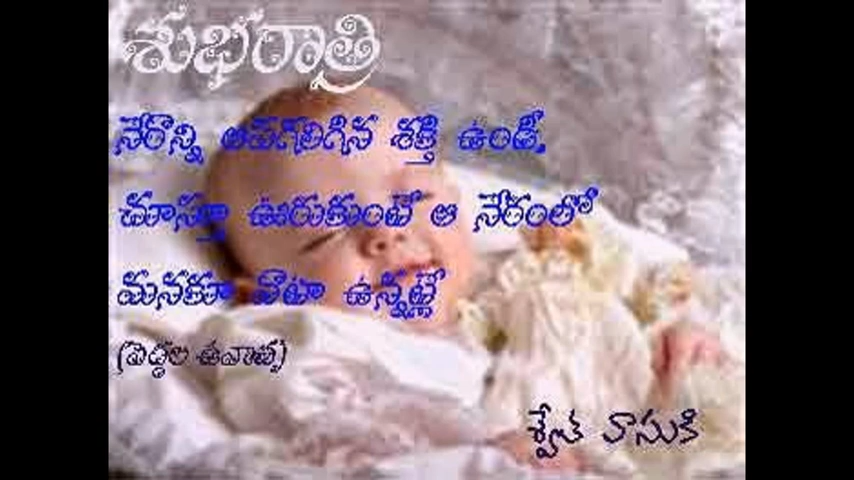 శుభరాత్రి
నేరాన్ని ఆపగలిగిన శక్తి ఉండీ,
చూస్తూ ఊరుకుంటే ఆ నేరంలో
మనకూ వాటా ఉన్నట్లే
(పెద్దల ఉవాచ)
శ్వేత వాసుకి